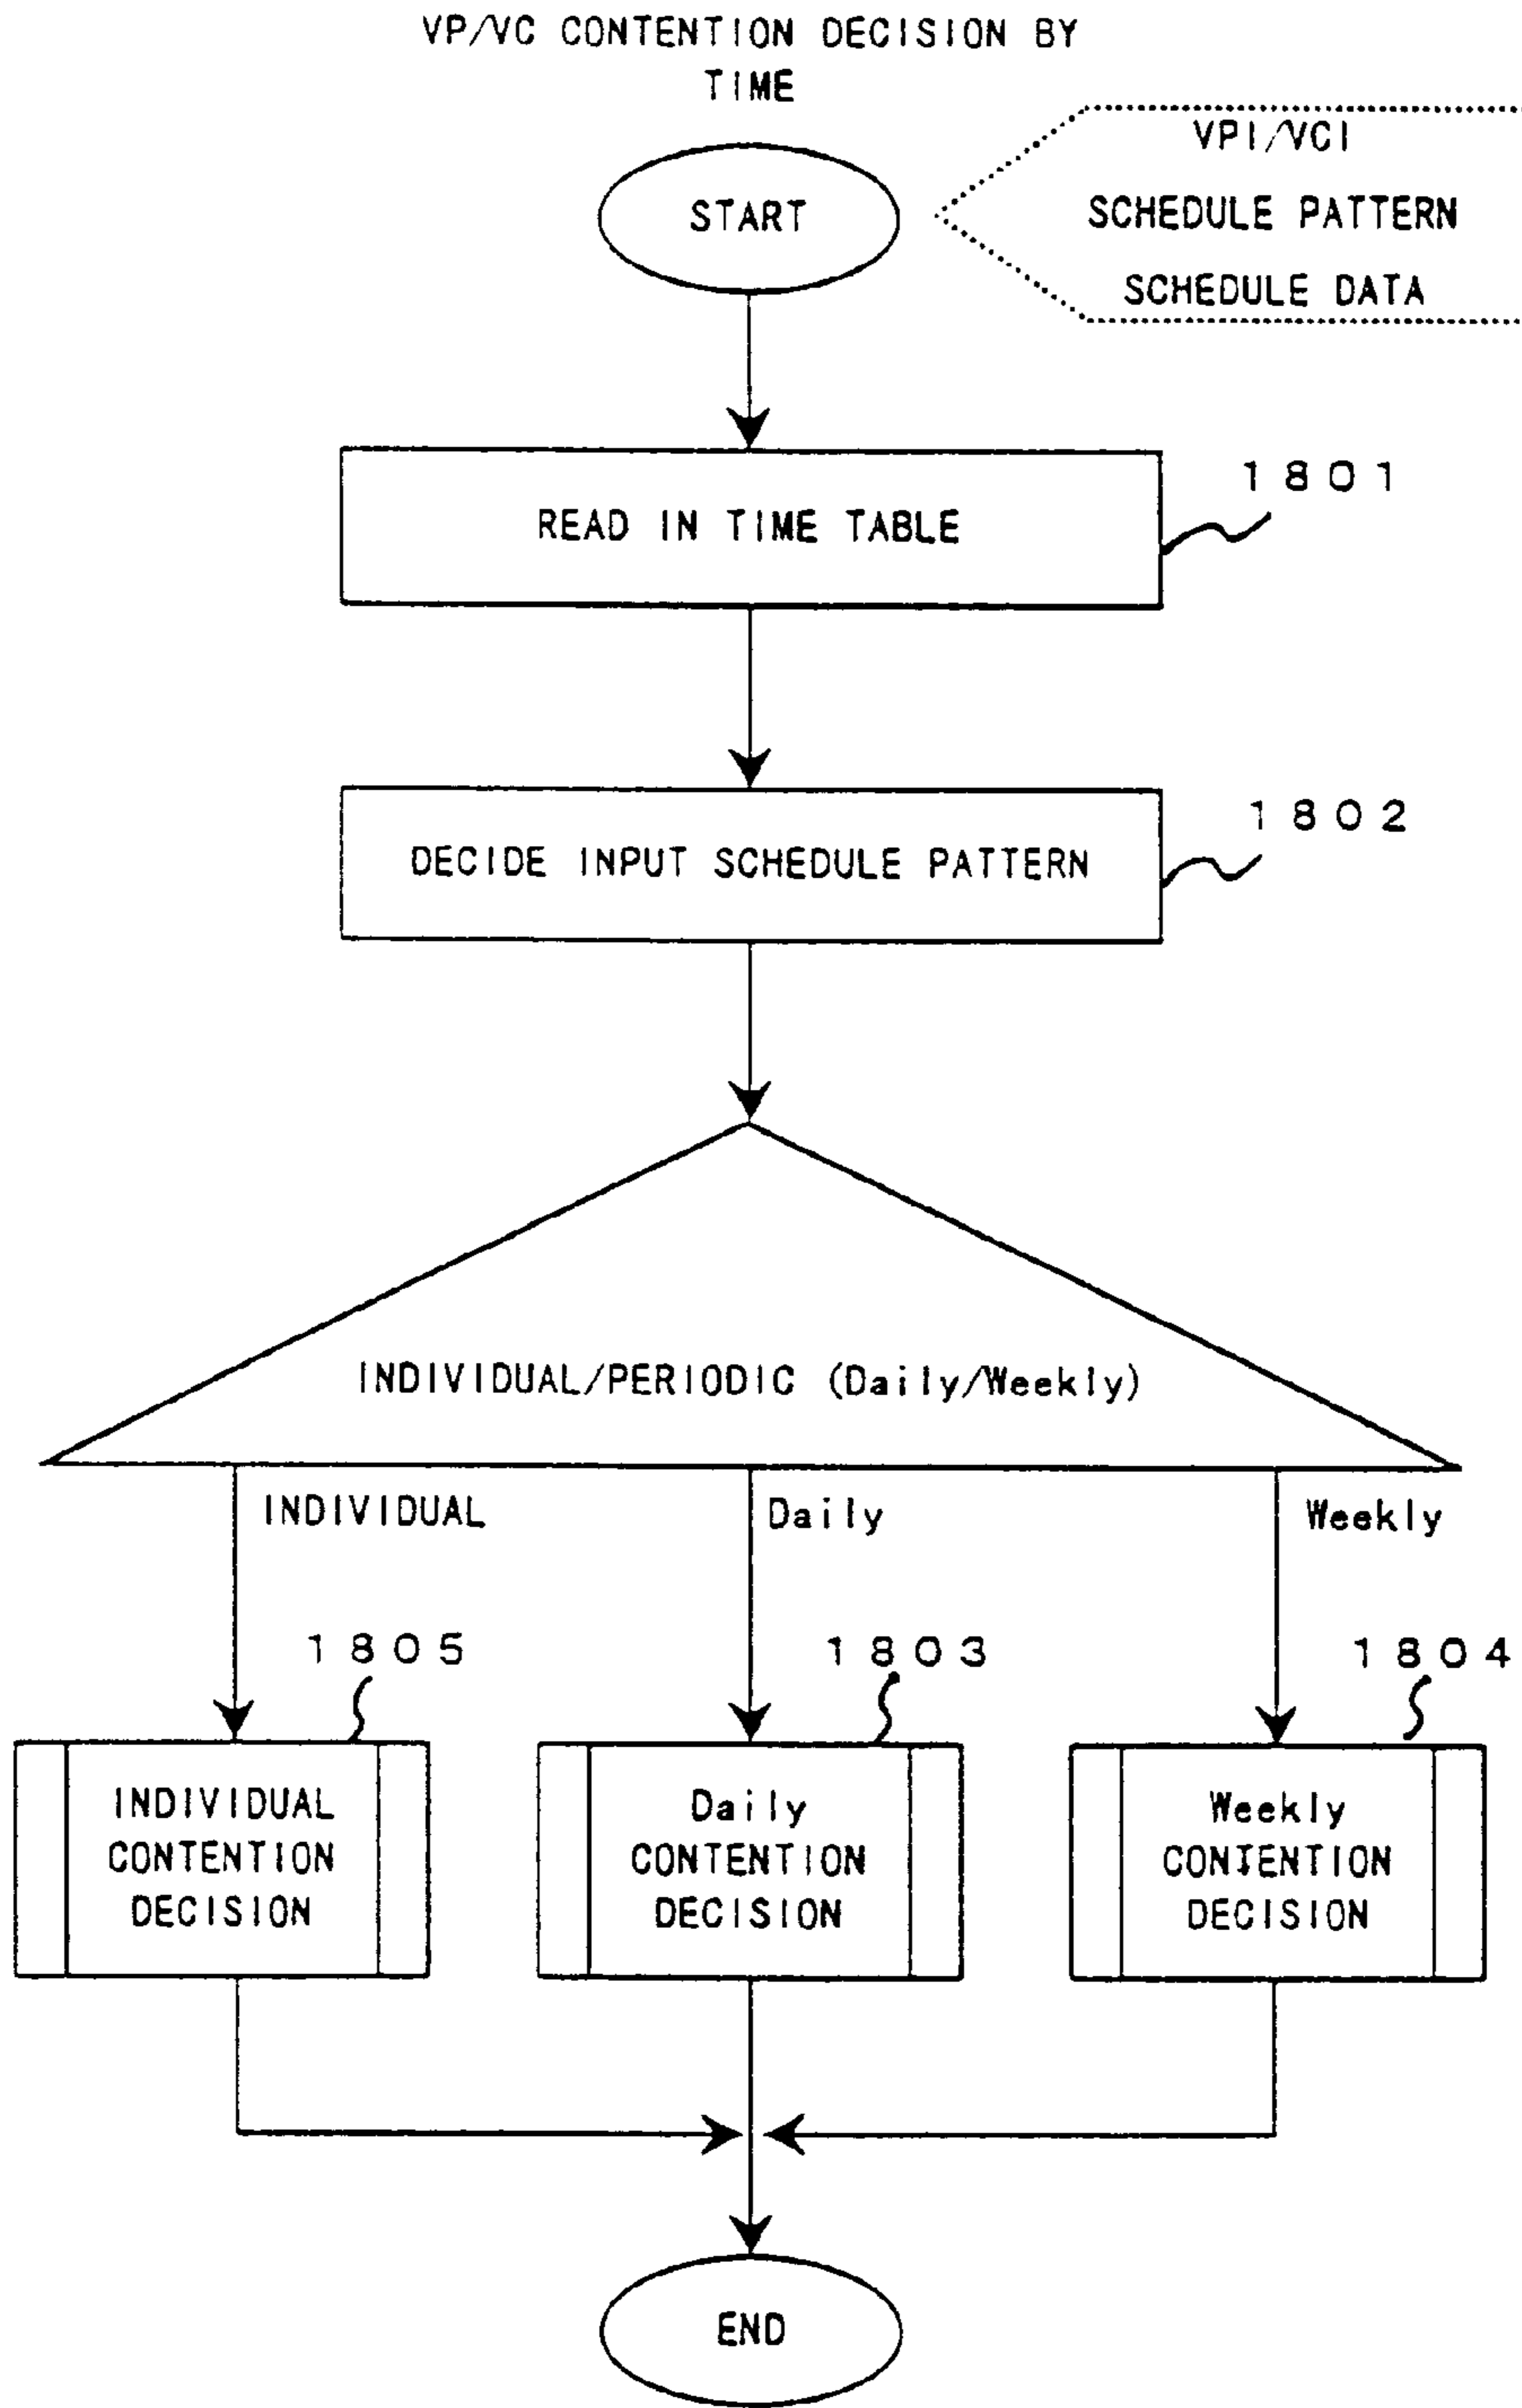 VP/VC CONTENTION DECISION BY
TIME
START
VPI/VCI
SCHEDULE PATTERN
SCHEDULE DATA
1801
READ IN TIME TABLE
1802
DECIDE INPUT SCHEDULE PATTERN
INDIVIDUAL/PERIODIC (Daily/Weekly)
INDIVIDUAL
Daily
Weekly
1805
1803
1804
INDIVIDUAL
CONTENTION
DECISION
Daily
CONTENTION
DECISION
Weekly
CONTENTION
DECISION
END